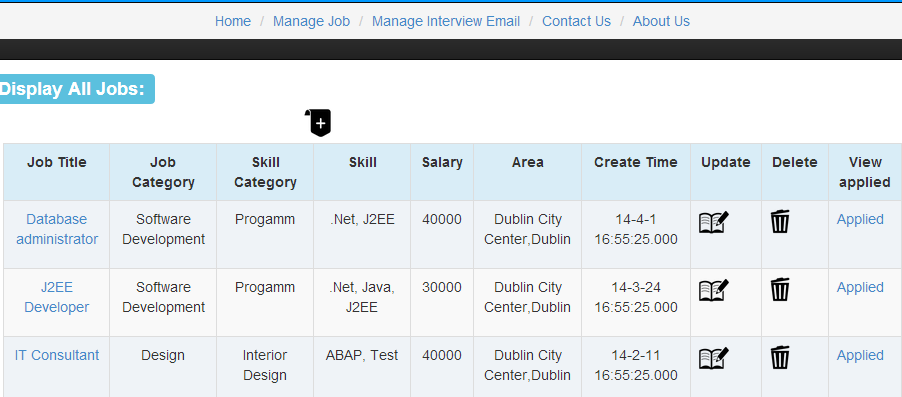 Home / Manage Job / Manage Interview Email / Contact Us / About Us
Display All Jobs:
Job Title Job Category Skill Category Skill Salary Area Create Time Update Delete View applied
Database administrator Software Development Progamm .Net, J2EE 40000 Dublin City Center,Dublin 14-4-1 16:55:25.000 Applied
J2EE Developer Software Development Progamm .Net, Java, J2EE 30000 Dublin City Center,Dublin 14-3-24 16:55:25.000 Applied
IT Consultant Design Interior Design ABAP, Test 40000 Dublin City Center,Dublin 14-2-11 16:55:25.000 Applied